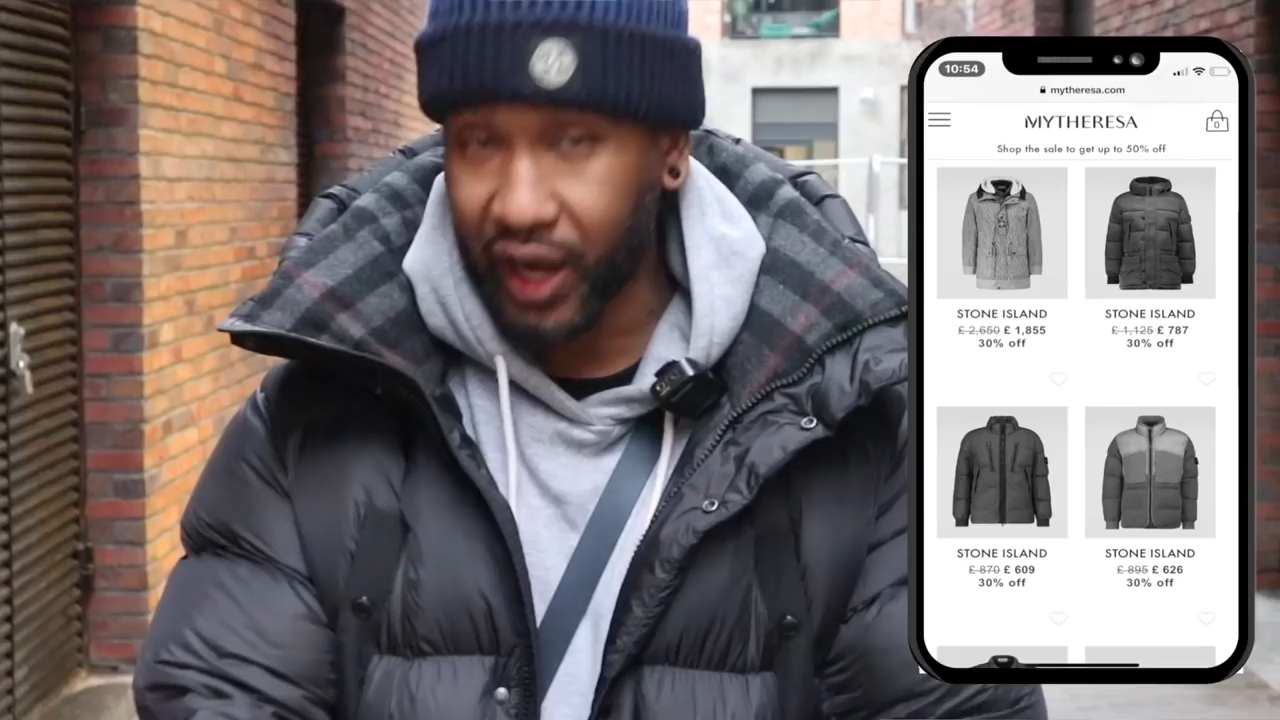 10:54
mytheresa.com
MYTHERESA
0
Shop the sale to get up to 50% off
STONE ISLAND
£ 2,650 £ 1,855
30% off
STONE ISLAND
£ 1,125 £ 787
30% off
STONE ISLAND
£ 870 £ 609
30% off
STONE ISLAND
£ 895 £ 626
30% off